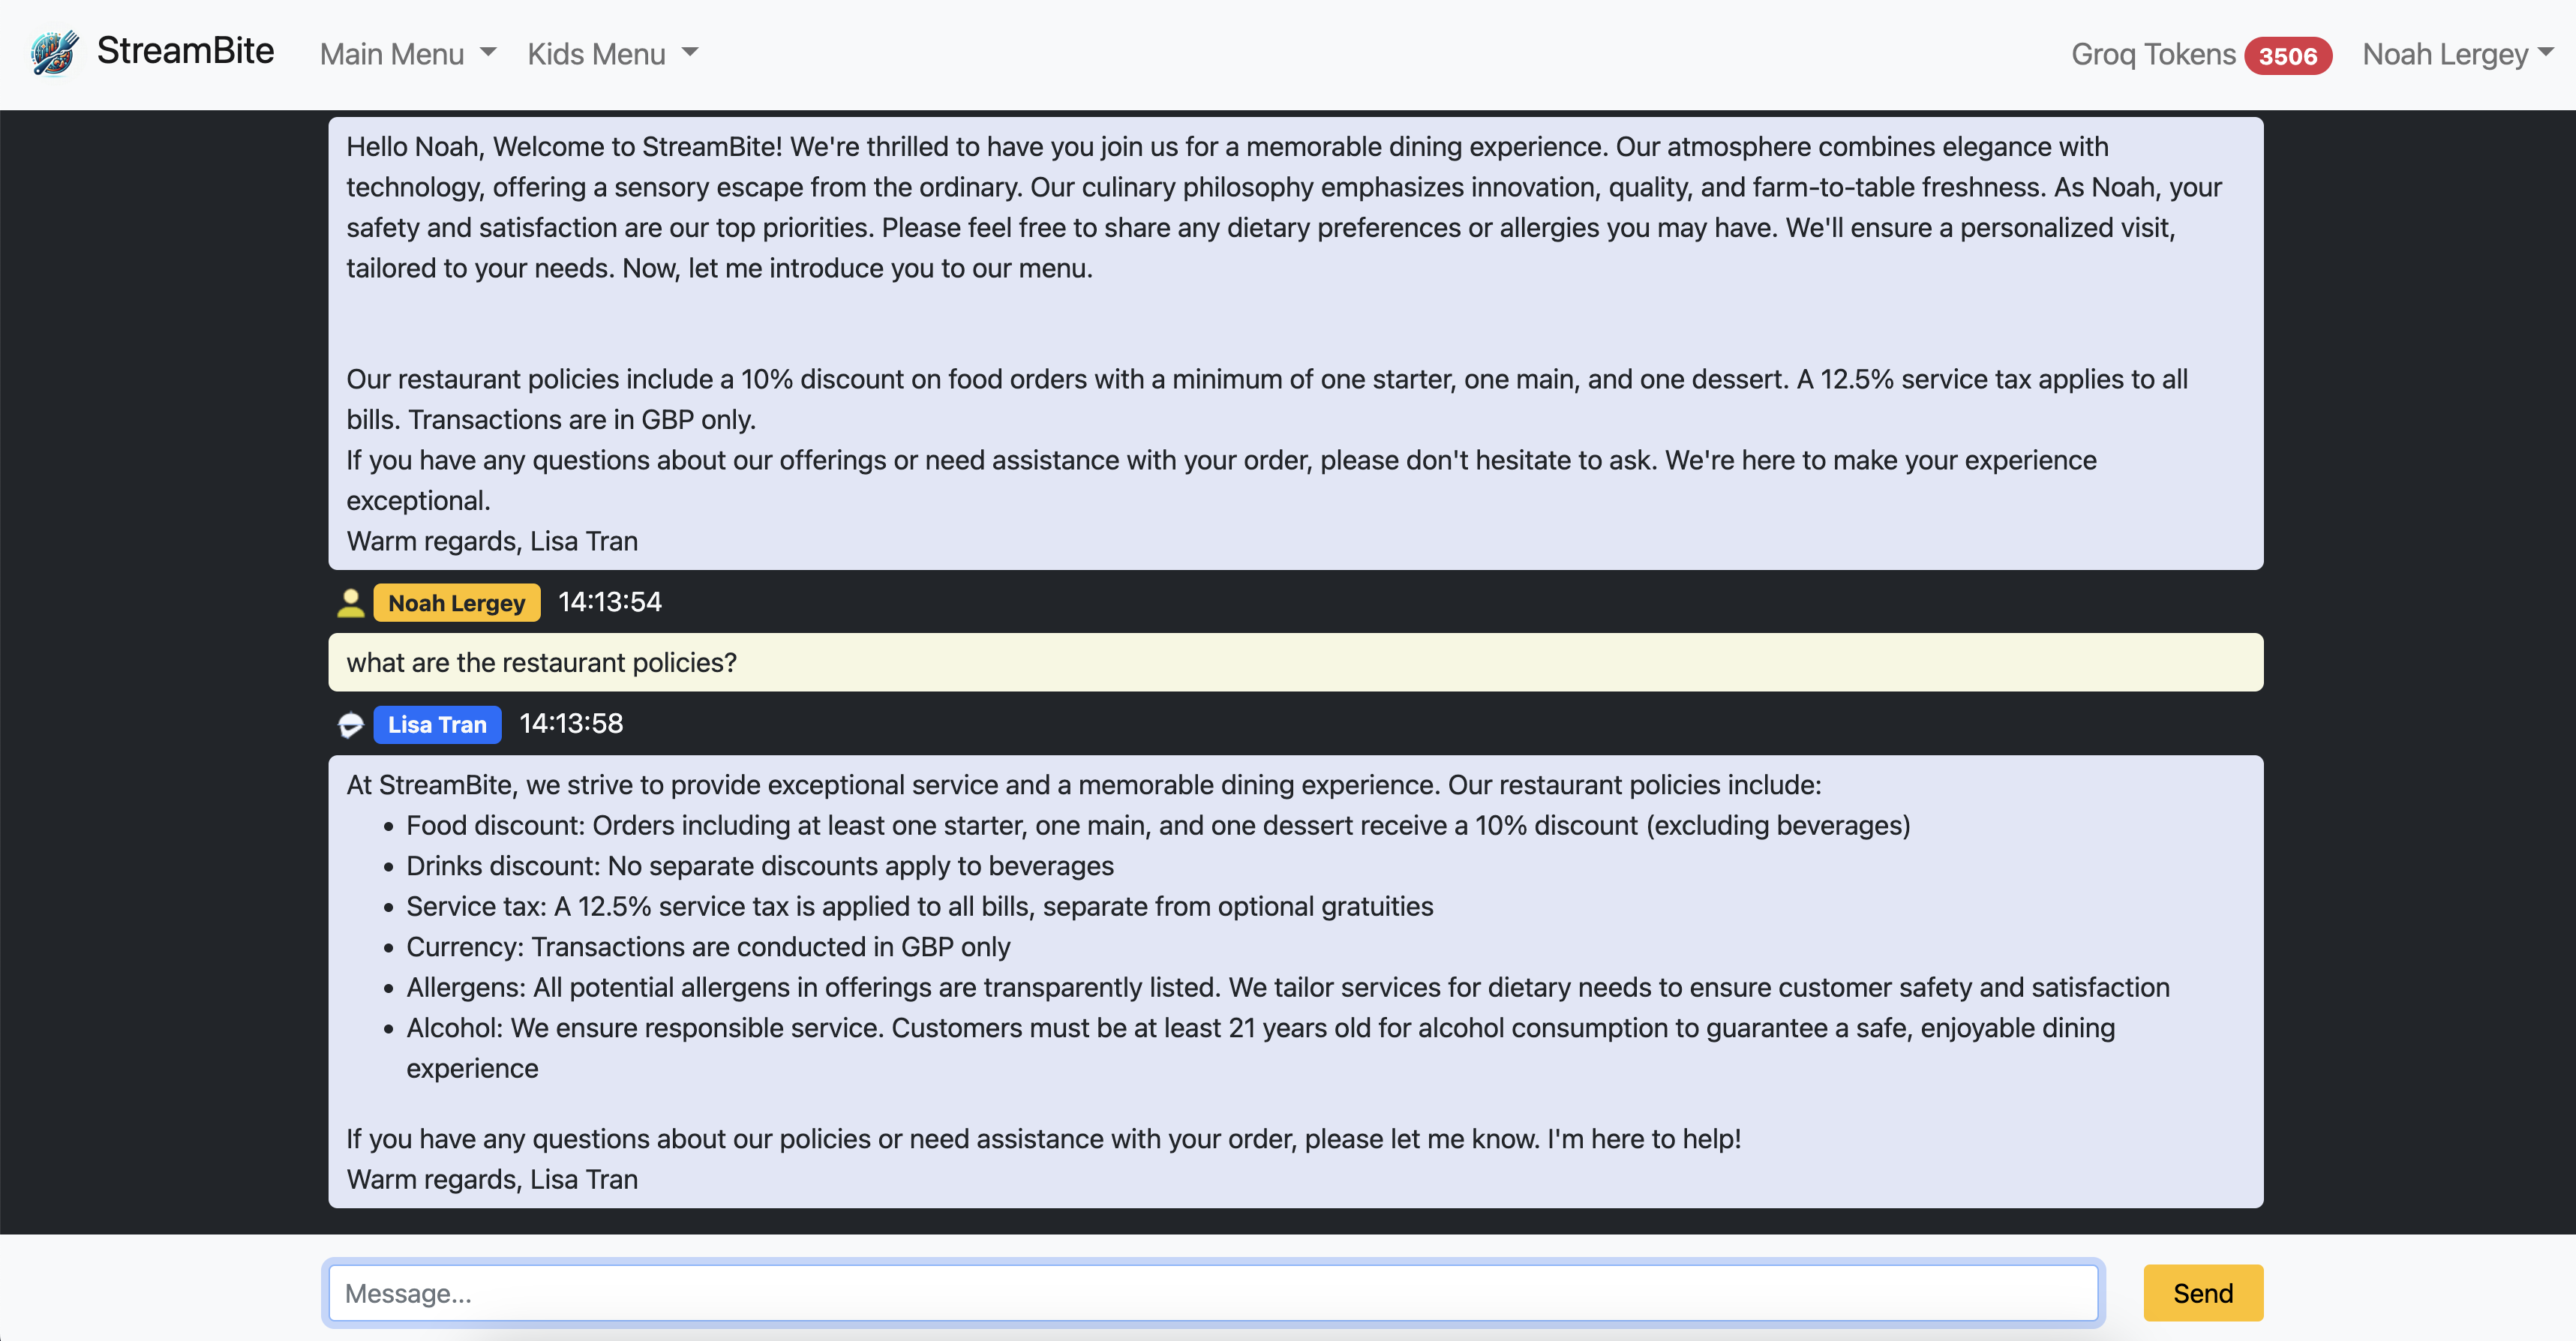 StreamBite Main Menu Kids Menu Groq Tokens 3506 Noah Lergey
Hello Noah, Welcome to StreamBite! We're thrilled to have you join us for a memorable dining experience. Our atmosphere combines elegance with
technology, offering a sensory escape from the ordinary. Our culinary philosophy emphasizes innovation, quality, and farm-to-table freshness. As Noah, your
safety and satisfaction are our top priorities. Please feel free to share any dietary preferences or allergies you may have. We'll ensure a personalized visit,
tailored to your needs. Now, let me introduce you to our menu.
Our restaurant policies include a 10% discount on food orders with a minimum of one starter, one main, and one dessert. A 12.5% service tax applies to all
bills. Transactions are in GBP only.
If you have any questions about our offerings or need assistance with your order, please don't hesitate to ask. We're here to make your experience
exceptional.
Warm regards, Lisa Tran
Noah Lergey 14:13:54
what are the restaurant policies?
Lisa Tran 14:13:58
At StreamBite, we strive to provide exceptional service and a memorable dining experience. Our restaurant policies include:
• Food discount: Orders including at least one starter, one main, and one dessert receive a 10% discount (excluding beverages)
• Drinks discount: No separate discounts apply to beverages
• Service tax: A 12.5% service tax is applied to all bills, separate from optional gratuities
• Currency: Transactions are conducted in GBP only
• Allergens: All potential allergens in offerings are transparently listed. We tailor services for dietary needs to ensure customer safety and satisfaction
• Alcohol: We ensure responsible service. Customers must be at least 21 years old for alcohol consumption to guarantee a safe, enjoyable dining
experience
If you have any questions about our policies or need assistance with your order, please let me know. I'm here to help!
Warm regards, Lisa Tran
Message... Send